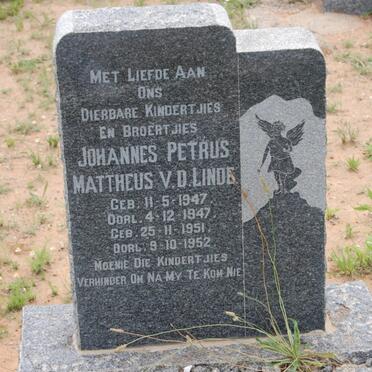 MET LIEFDE AAN
ONS
DIERBARE KINDERTJIES
EN BROERTJIES
JOHANNES PETRUS
MATTHEUS V.D.LINDE
GEB. 11-5-1947
OORL. 4-12-1947.
GEB. 25-11-1951.
OORL. 9-10-1952.
MOENIE DIE KINDERTJIES
VERHINDER OM NA MY TE KOM NIE